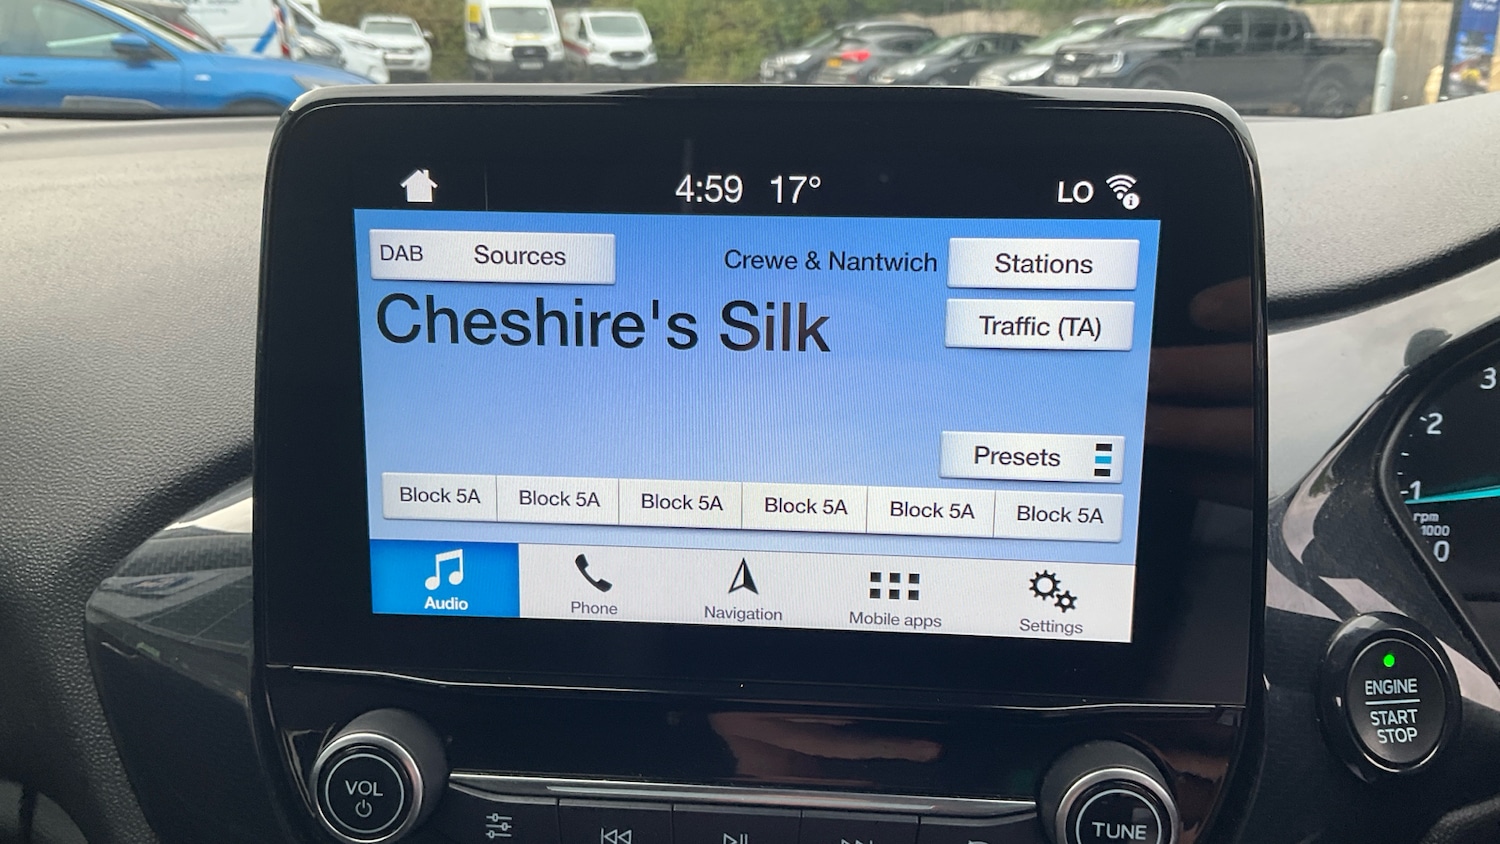 4:59 17° LO
DAB Sources
Crewe & Nantwich
Stations
Cheshire's Silk
Traffic (TA)
Presets
Block 5A Block 5A Block 5A Block 5A Block 5A Block 5A
Audio Phone Navigation Mobile apps Settings
3
2
1
rpm
1000
0
ENGINE
START
STOP
VOL
TUNE